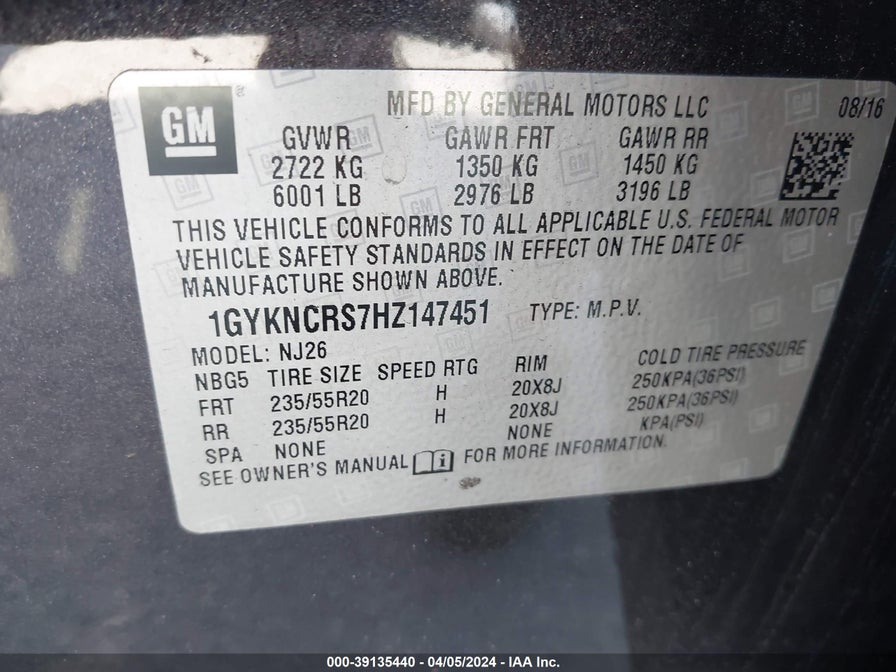 GM ®
MFD BY GENERAL MOTORS LLC 08/16
GVWR GAWR FRT GAWR RR
2722 KG 1350 KG 1450 KG
6001 LB 2976 LB 3196 LB
THIS VEHICLE CONFORMS TO ALL APPLICABLE U.S. FEDERAL MOTOR
VEHICLE SAFETY STANDARDS IN EFFECT ON THE DATE OF
MANUFACTURE SHOWN ABOVE.
1GYKNCRS7HZ147451 TYPE: M.P.V.
MODEL: NJ26
NBG5 TIRE SIZE SPEED RTG RIM COLD TIRE PRESSURE
FRT 235/55R20 H 20X8J 250KPA(36PSI)
RR 235/55R20 H 20X8J 250KPA(36PSI)
SPA NONE NONE KPA(PSI)
SEE OWNER'S MANUAL i FOR MORE INFORMATION.
000-39135440 - 04/05/2024 - IAA Inc.